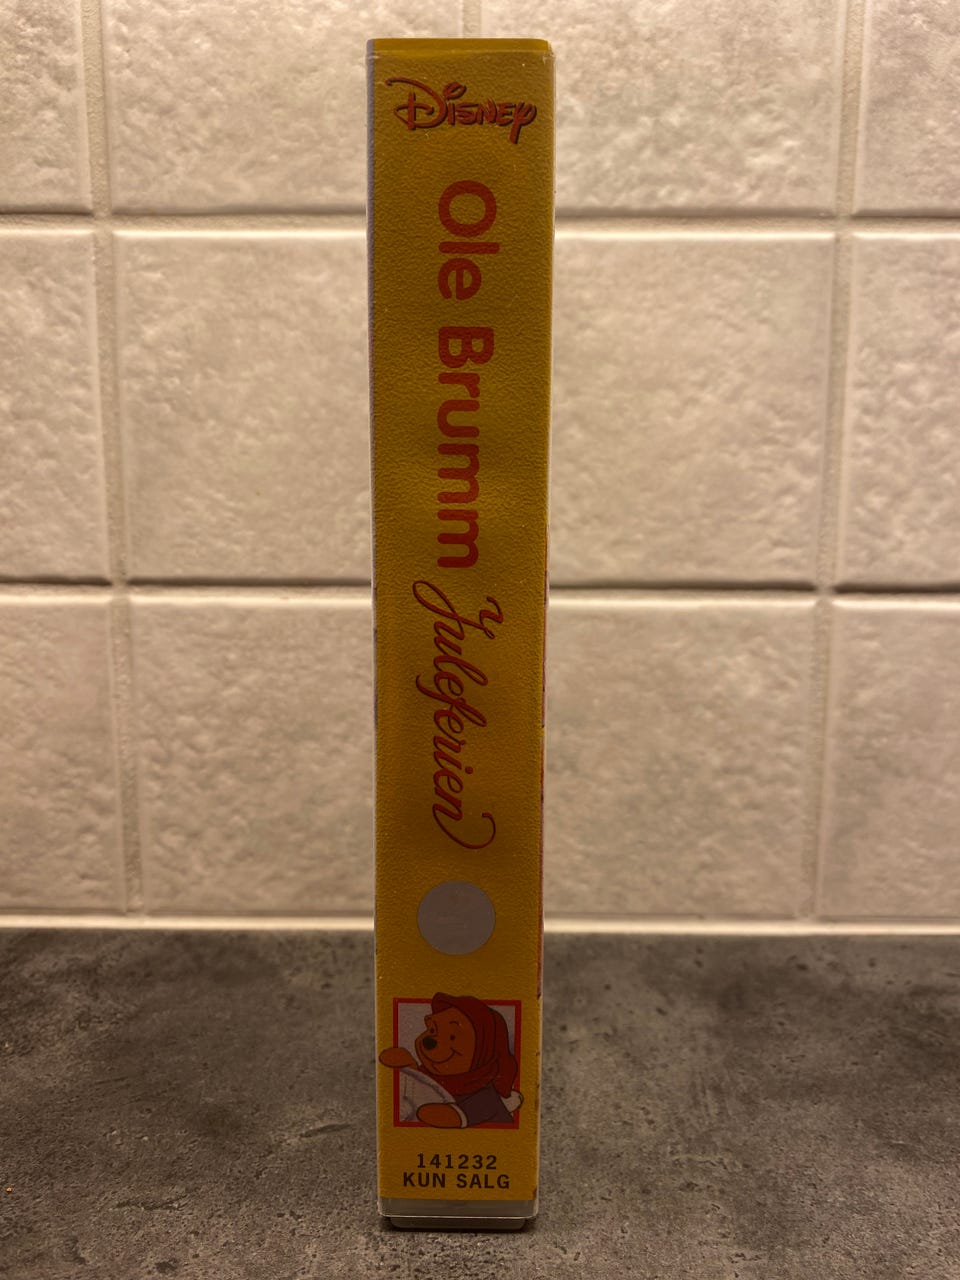 Disney
Ole Brumm Juleferien
141232
KUN SALG